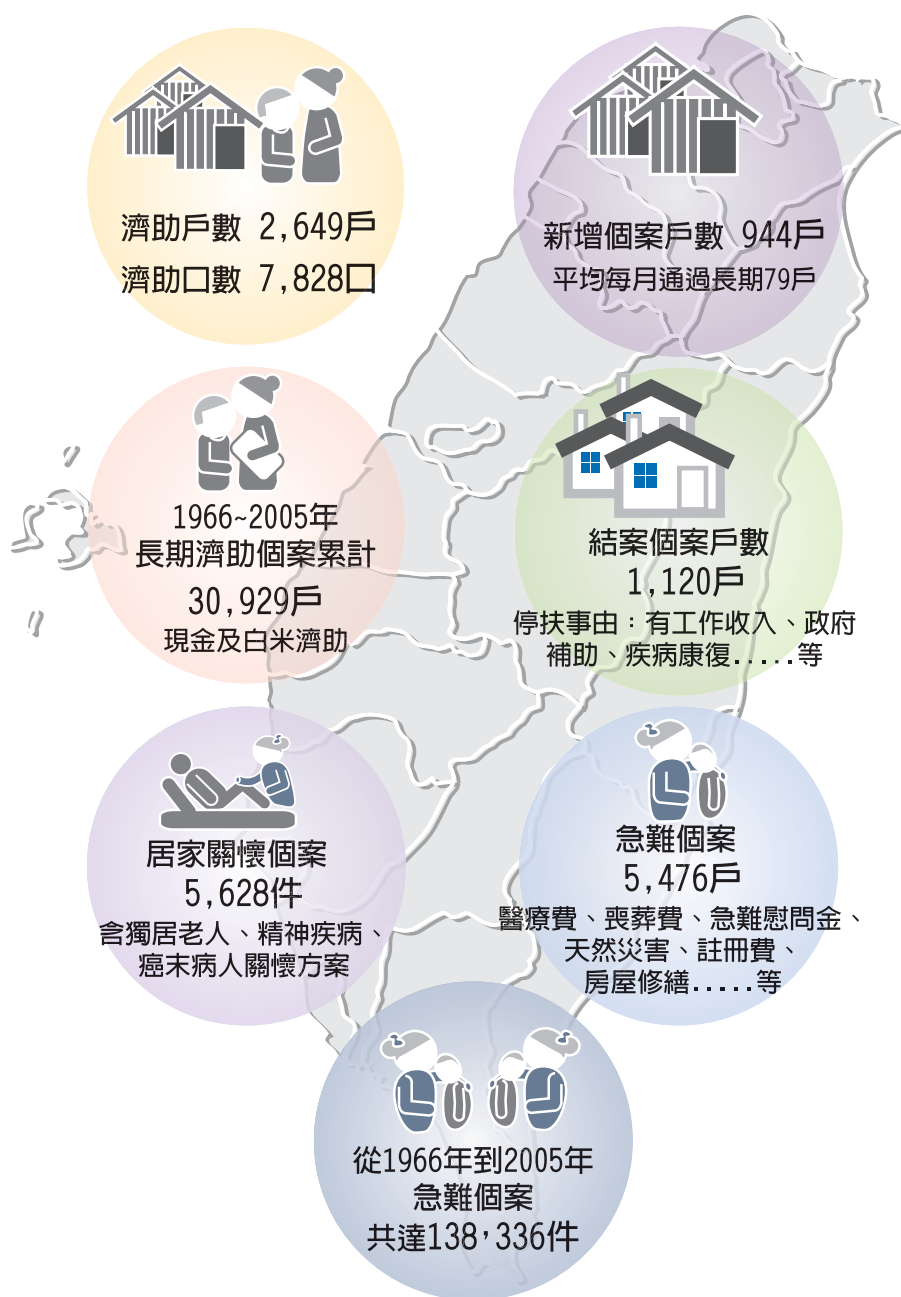 濟助戶數 2,649戶
濟助口數 7,828口
新增個案戶數 944戶
平均每月通過長期79戶
1966~2005年
長期濟助個案累計
30,929戶
現金及白米濟助
結案個案戶數
1,120戶
停扶事由：有工作收入、政府
補助、疾病康復.....等
居家關懷個案
5,628件
含獨居老人、精神疾病、
癌末病人關懷方案
急難個案
5,476戶
醫療費、喪葬費、急難慰問金、
天然災害、註冊費、
房屋修繕.....等
從1966年到2005年
急難個案
共達138，336件